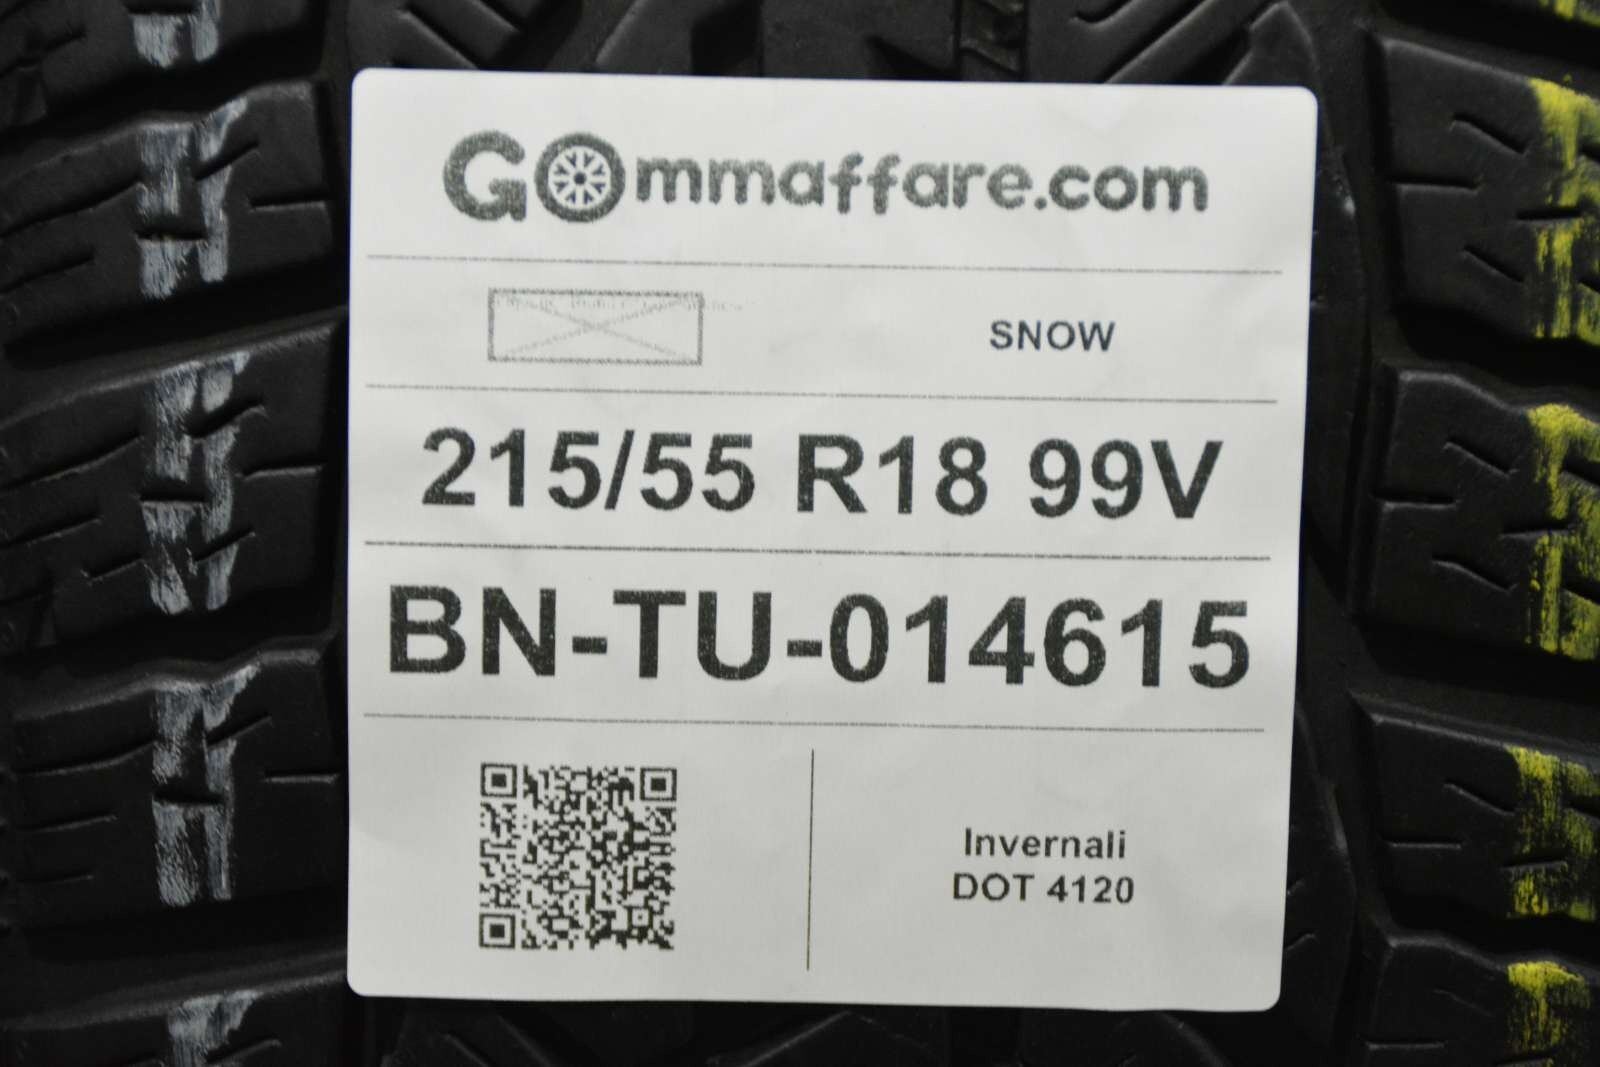 GOmmaffare.com
SNOW
215/55 R18 99V
BN-TU-014615
Invernali
DOT 4120